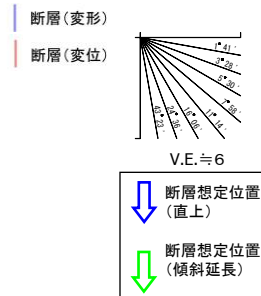 断層（変形）
断層（変位）
1°41′
3°28′
5°30′
7°58′
11°14′
16°06′
24°36′
43°23′
V.E.≒6
断層想定位置
（直上）
断層想定位置
（傾斜延長）